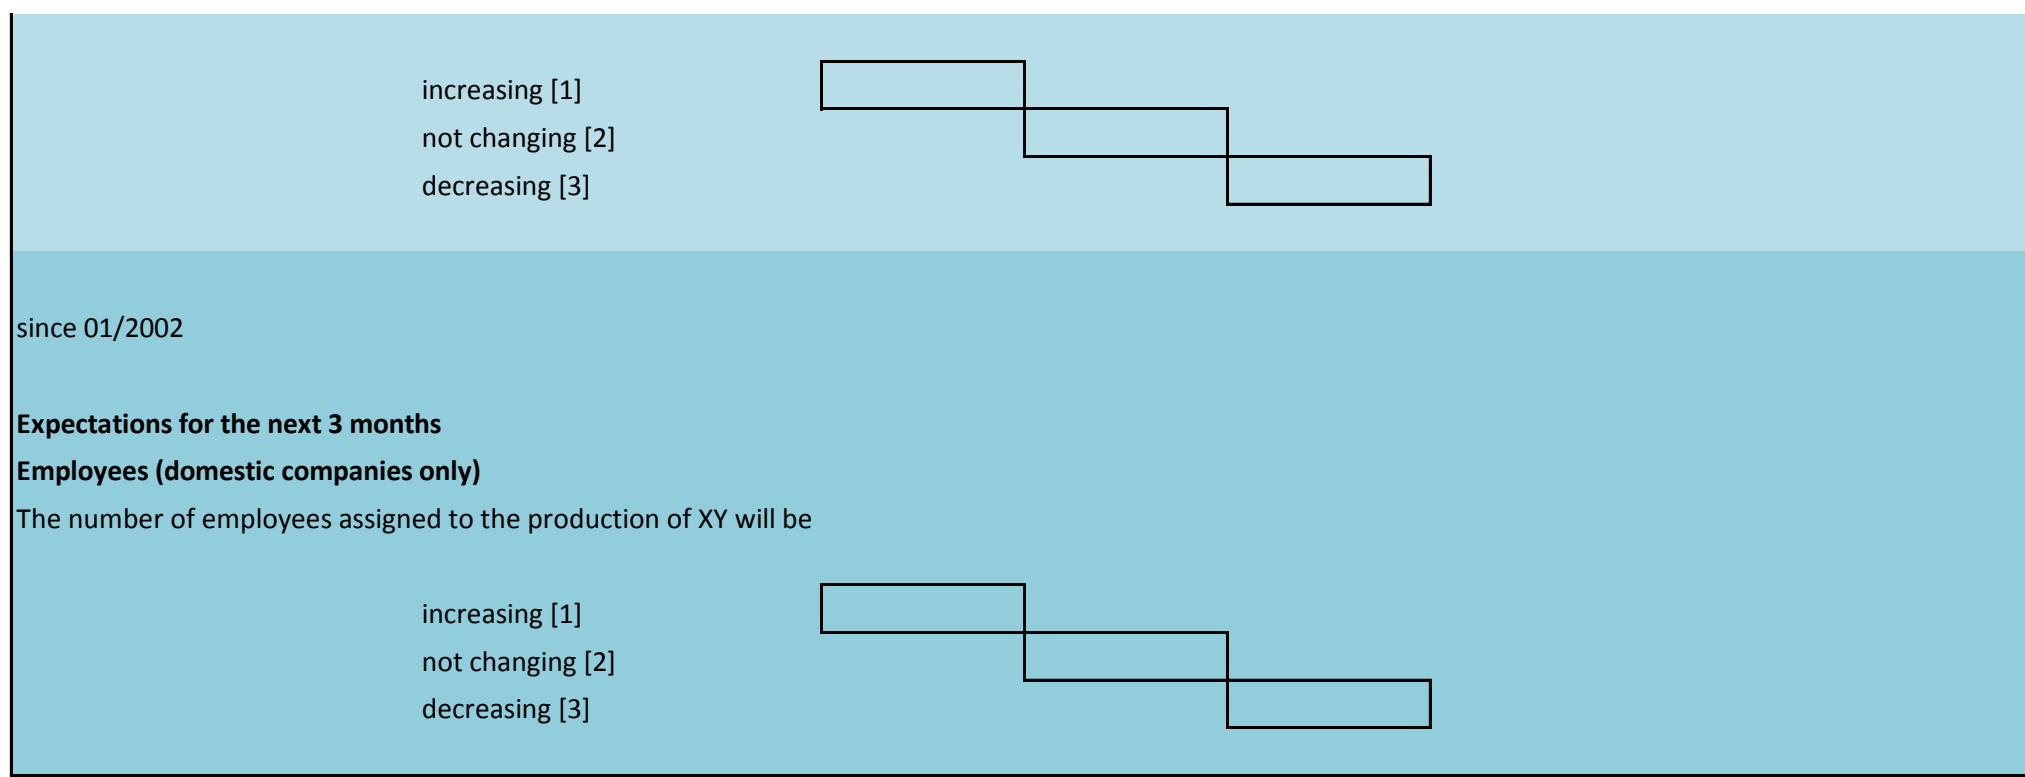 increasing [1]
not changing [2]
decreasing [3]
since 01/2002
Expectations for the next 3 months
Employees (domestic companies only)
The number of employees assigned to the production of XY will be
increasing [1]
not changing [2]
decreasing [3]